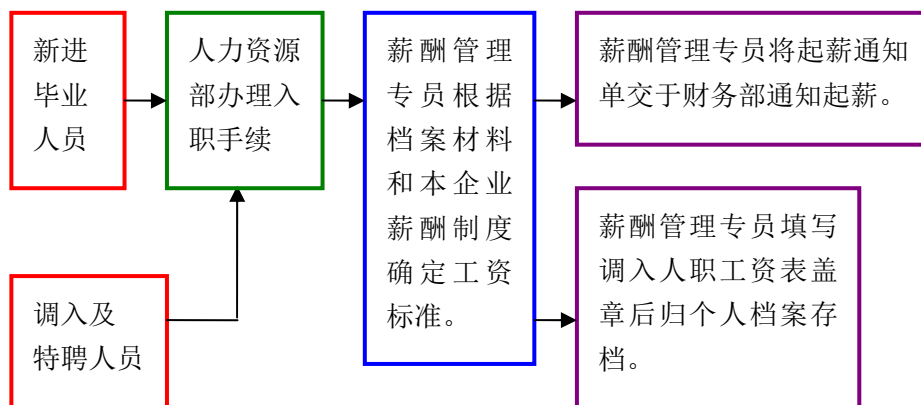 新进
毕业
人员
人力资源
部办理入
职手续
薪酬管理
专员根据
档案材料
和本企业
薪酬制度
确定工资
标准。
薪酬管理专员将起薪通知
单交于财务部通知起薪。
调入及
特聘人员
薪酬管理专员填写
调入人职工资表盖
章后归个人档案存
档。